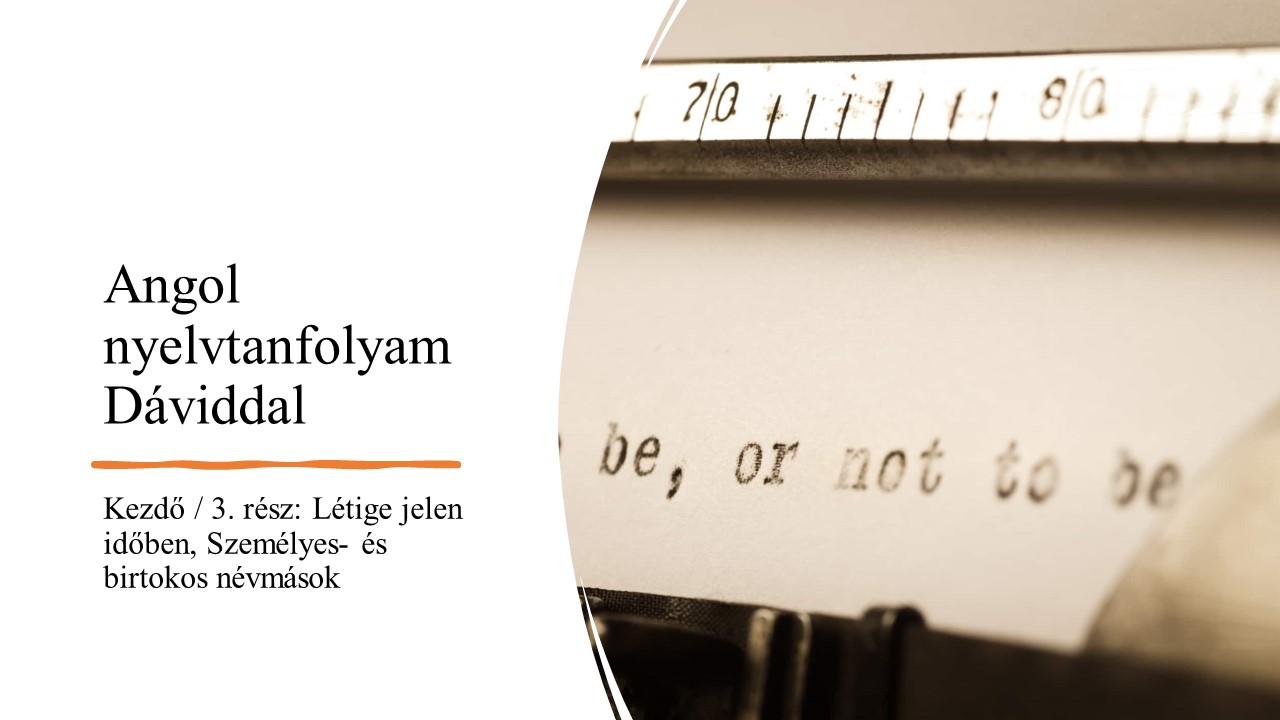 Angol
nyelvtanfolyam
Dáviddal
Kezdő / 3. rész: Létige jelen
időben, Személyes- és
birtokos névmások
70 80
be, or not to be